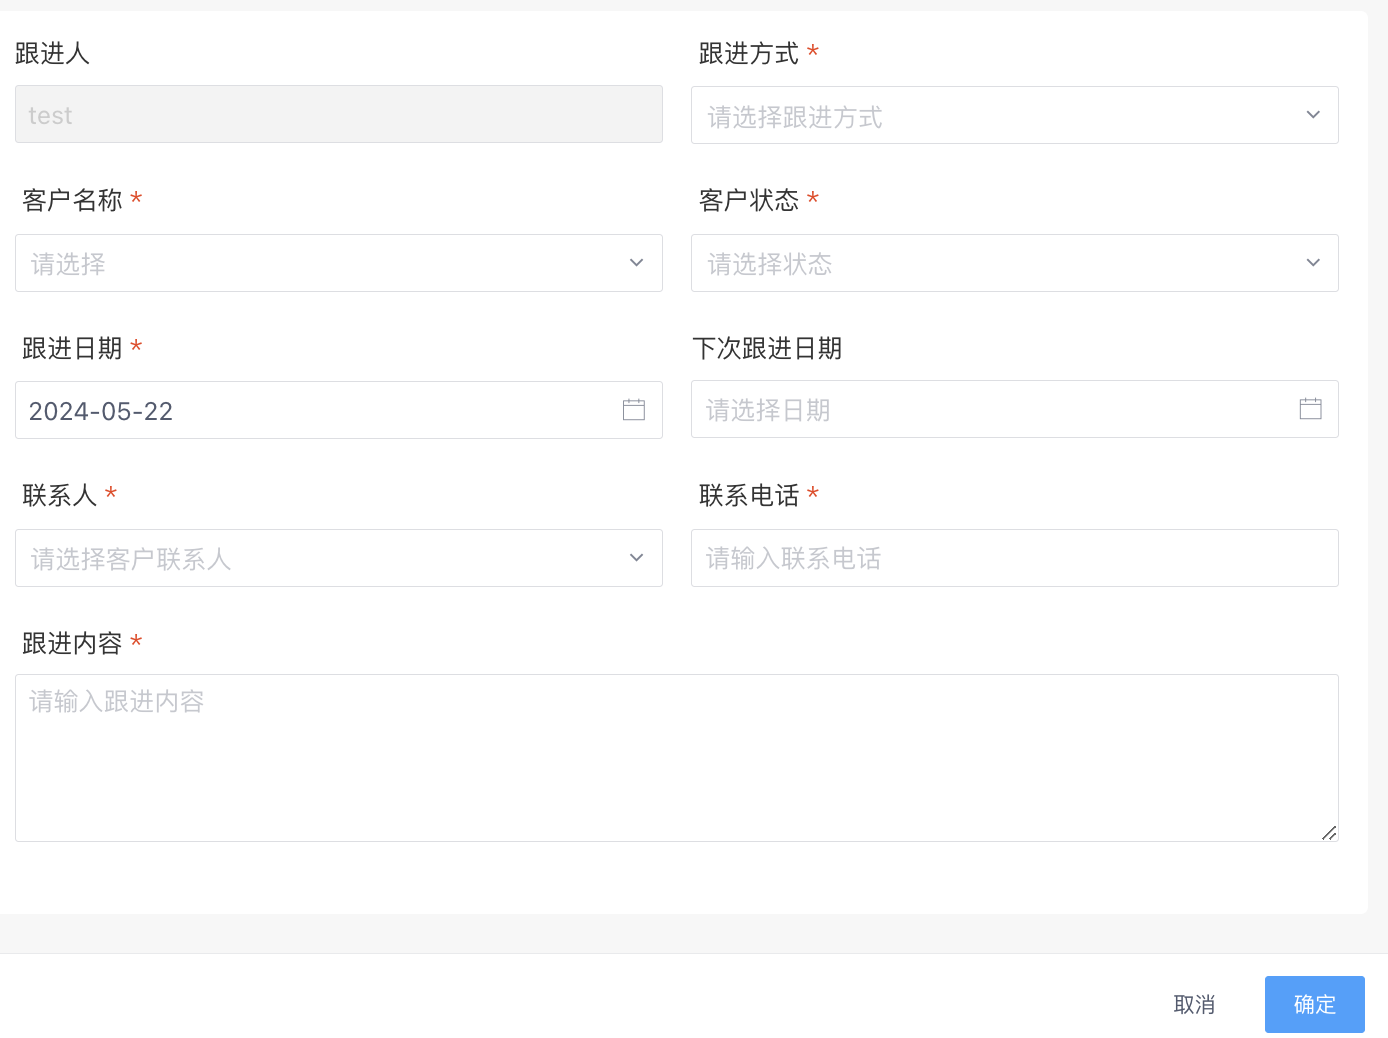 跟进人
跟进方式 *
test
请选择跟进方式
客户名称 *
客户状态 *
请选择
请选择状态
跟进日期 *
下次跟进日期
2024-05-22
请选择日期
联系人 *
联系电话 *
请选择客户联系人
请输入联系电话
跟进内容 *
请输入跟进内容
取消
确定